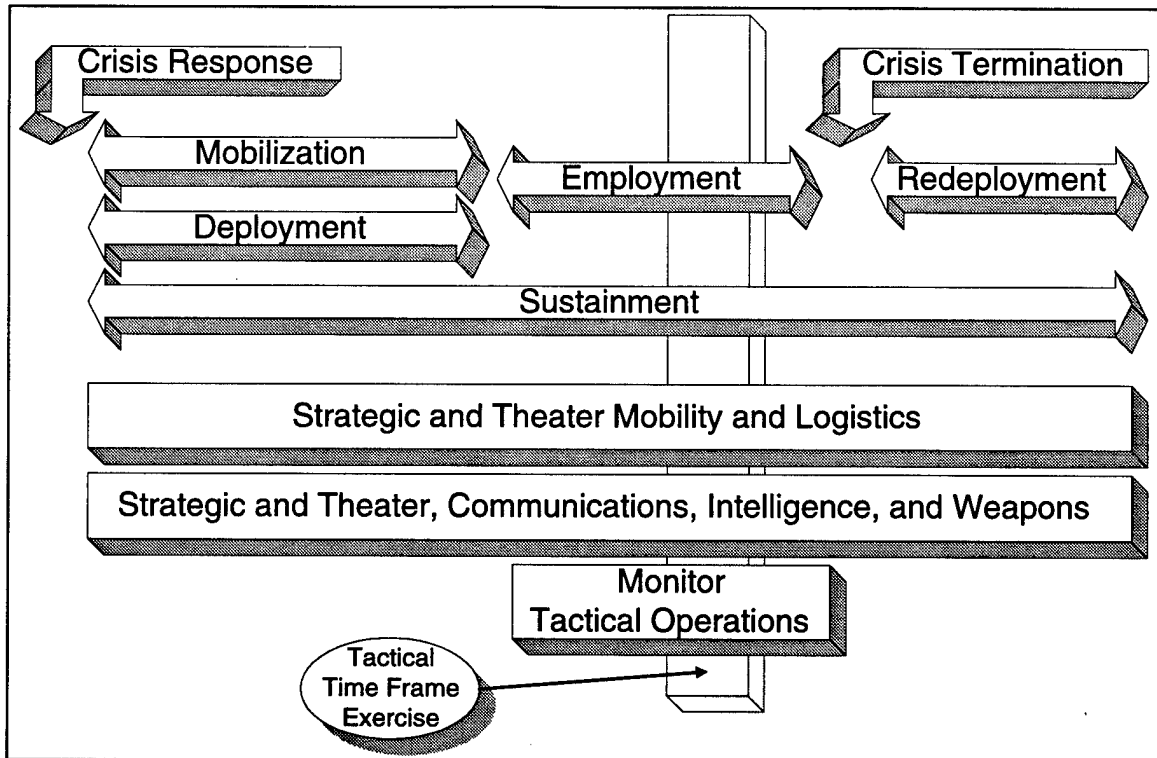 Crisis Response
Crisis Termination
Mobilization
Employment
Redeployment
Deployment
Sustainment
Strategic and Theater Mobility and Logistics
Strategic and Theater, Communications, Intelligence, and Weapons
Monitor
Tactical Operations
Tactical
Time Frame
Exercise